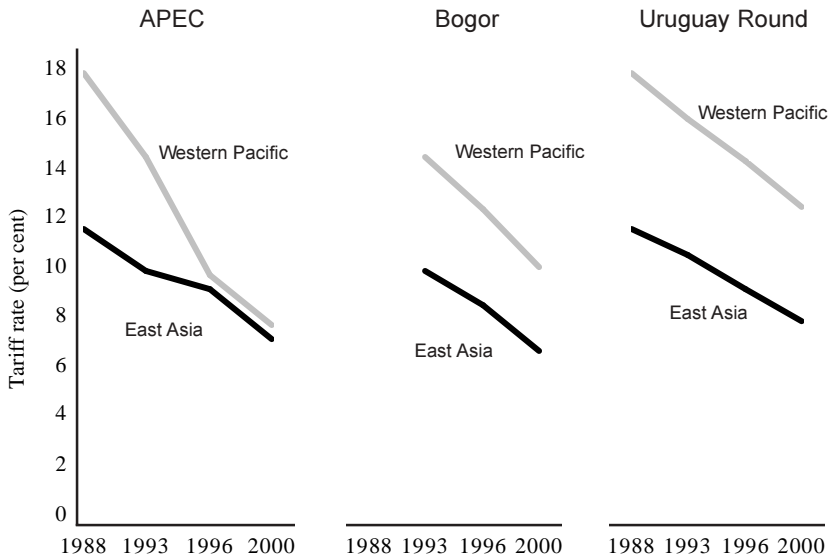 APEC
Bogor
Uruguay Round
Tariff rate (per cent)
18
16
14
12
10
8
6
4
2
0
Western Pacific
East Asia
1988 1993 1996 2000
Western Pacific
East Asia
1988 1993 1996 2000
Western Pacific
East Asia
1988 1993 1996 2000